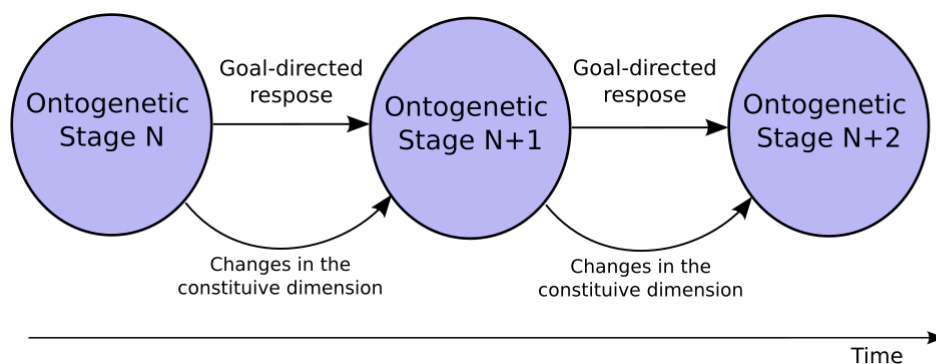 Ontogenetic
Stage N
Goal-directed
respose
Ontogenetic
Stage N+1
Goal-directed
respose
Ontogenetic
Stage N+2
Changes in the
constituive dimension
Changes in the
constituive dimension
Time